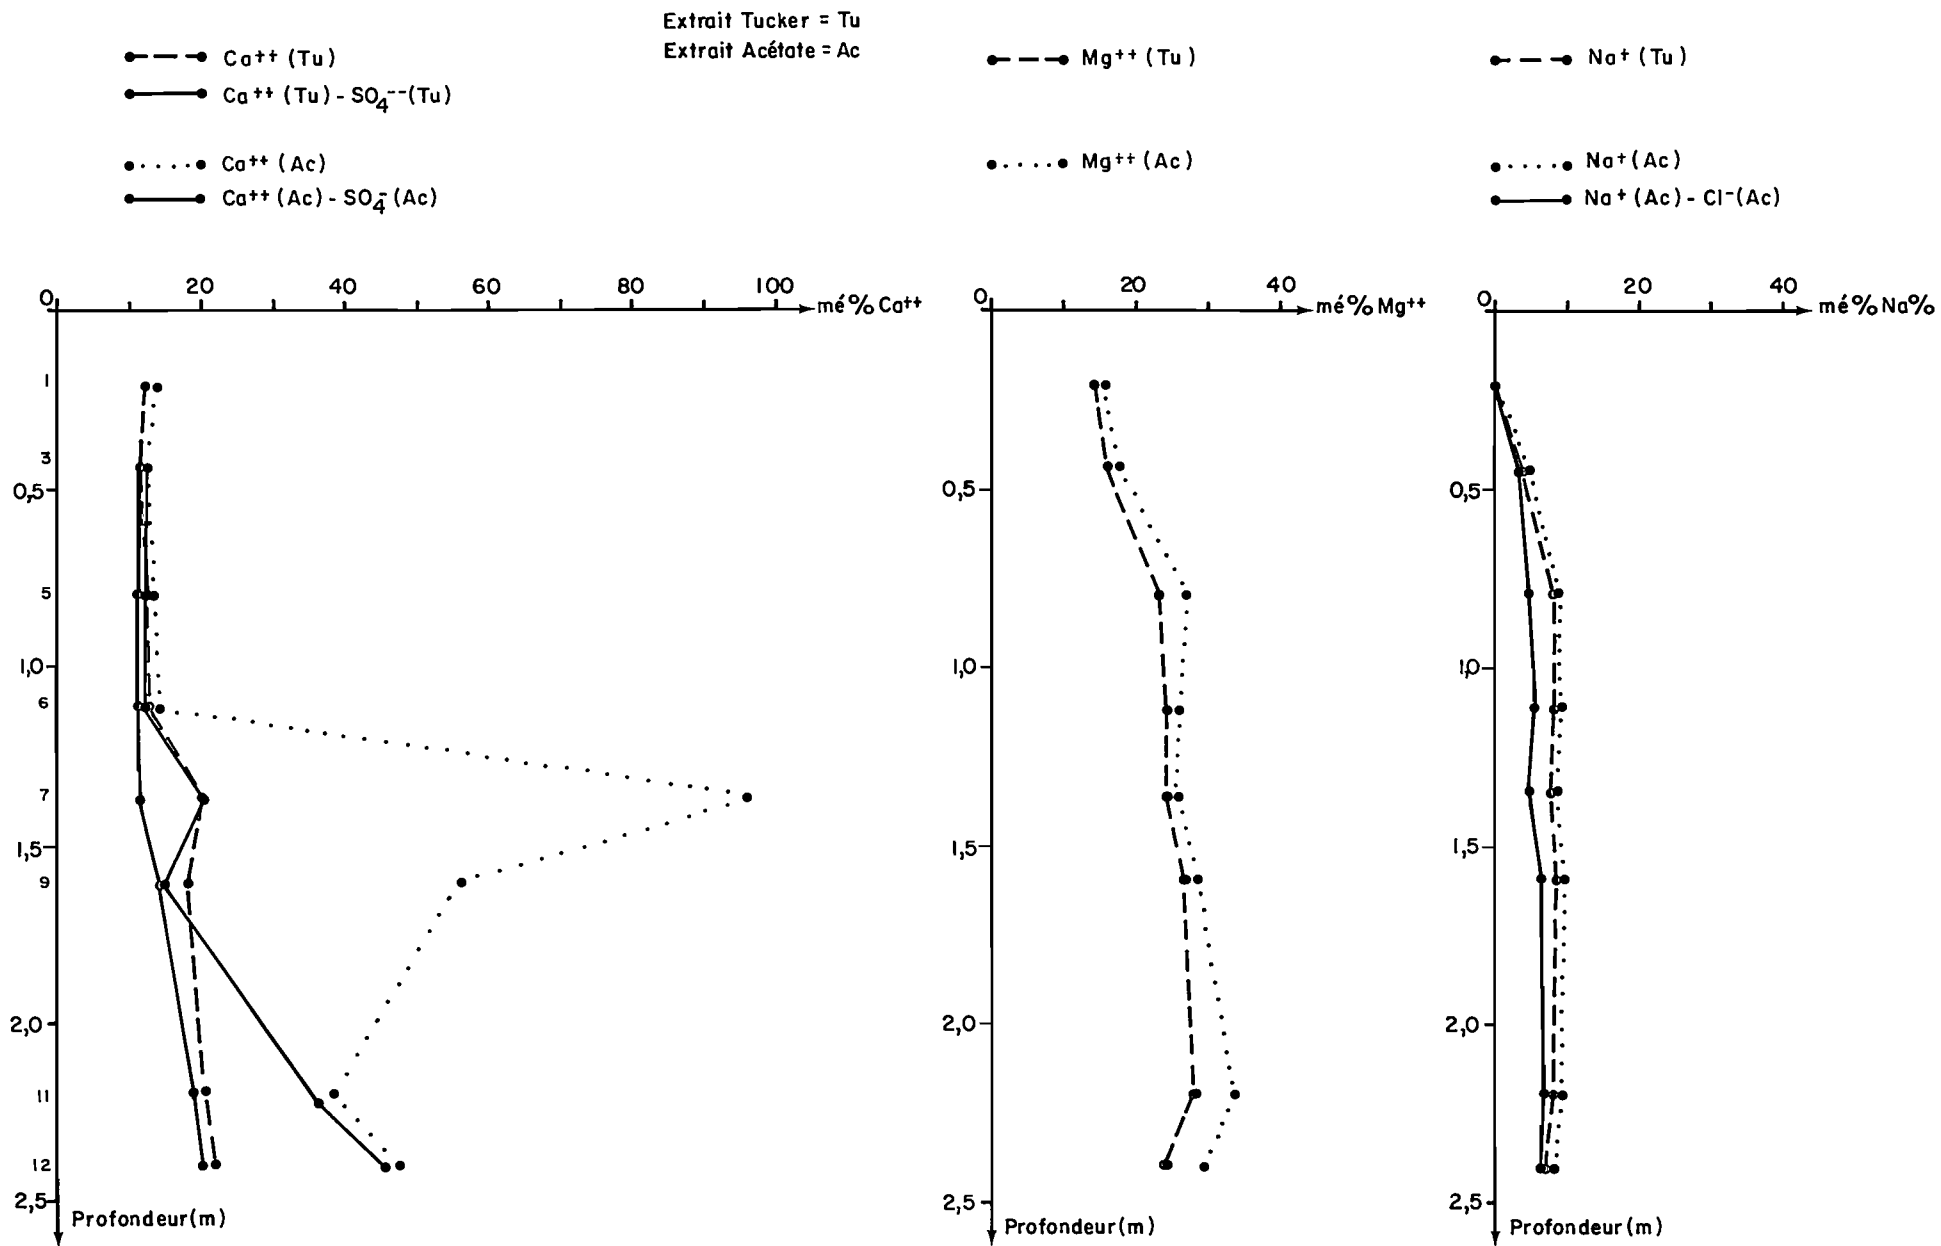 Extrait Tucker = Tu
Extrait Acétate = Ac
Ca++ (Tu)
Ca++ (Tu) - SO4-- (Tu)
Ca++ (Ac)
Ca++ (Ac) - SO4- (Ac)
Mg++ (Tu)
Mg++ (Ac)
Na+ (Tu)
Na+ (Ac)
Na+ (Ac) - Cl- (Ac)
0 20 40 60 80 100 mé% Ca++
1
3
0,5
5
1,0
6
7
1,5
9
2,0
11
12
2,5
Profondeur (m)
0 20 40 mé% Mg++
0,5
1,0
1,5
2,0
2,5
Profondeur (m)
0 20 40 mé% Na%
0,5
1,0
1,5
2,0
2,5
Profondeur (m)